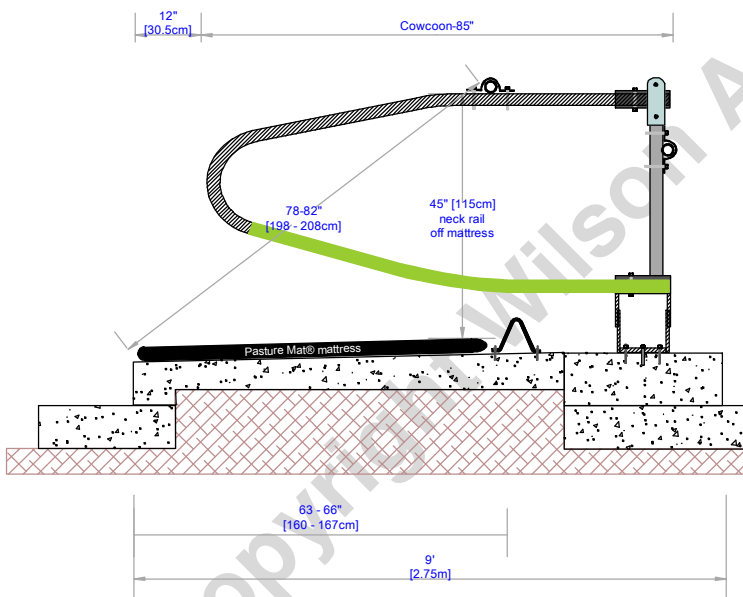 12"
[30.5cm]
Cowcoon-85"
78-82"
[198 - 208cm]
45" [115cm]
neck rail
off mattress
Pasture Mat® mattress
63 - 66"
[160 - 167cm]
9'
[2.75m]
opyright Wilson A